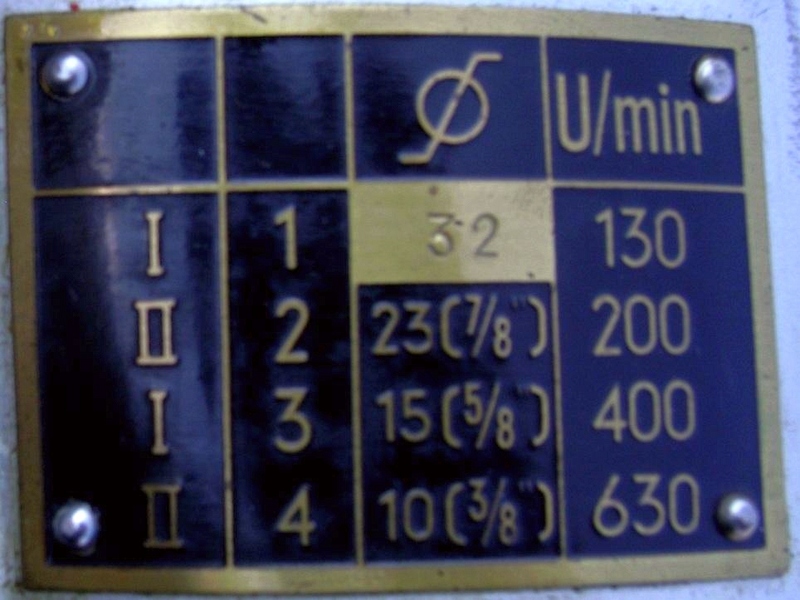 ⌀ U/min
I 1 32 130
II 2 23(7/8") 200
I 3 15(5/8") 400
II 4 10(3/8") 630